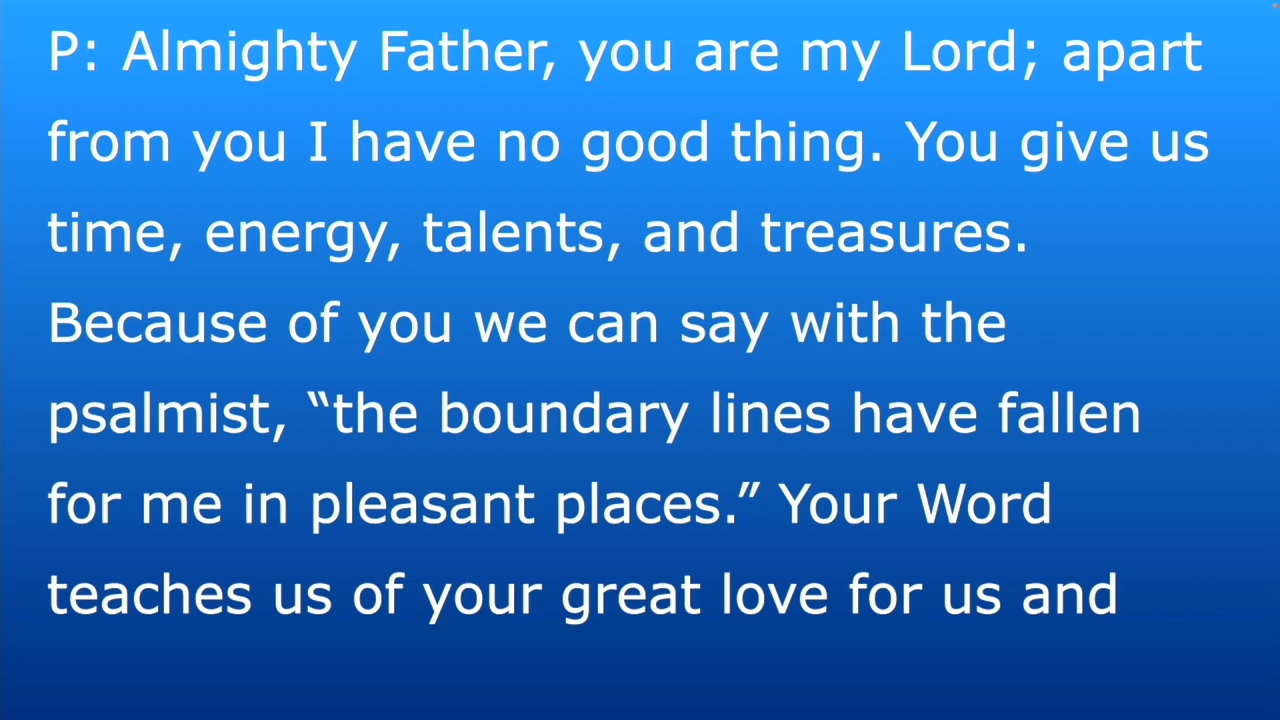 P: Almighty Father, you are my Lord; apart
from you I have no good thing. You give us
time, energy, talents, and treasures.
Because of you we can say with the
psalmist, “the boundary lines have fallen
for me in pleasant places.” Your Word
teaches us of your great love for us and